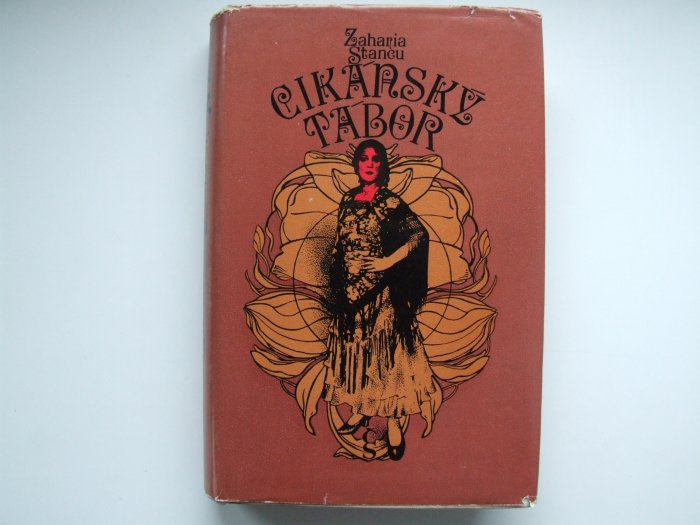 Zaharia
Stancu
CIKÁNSKÝ
TÁBOR